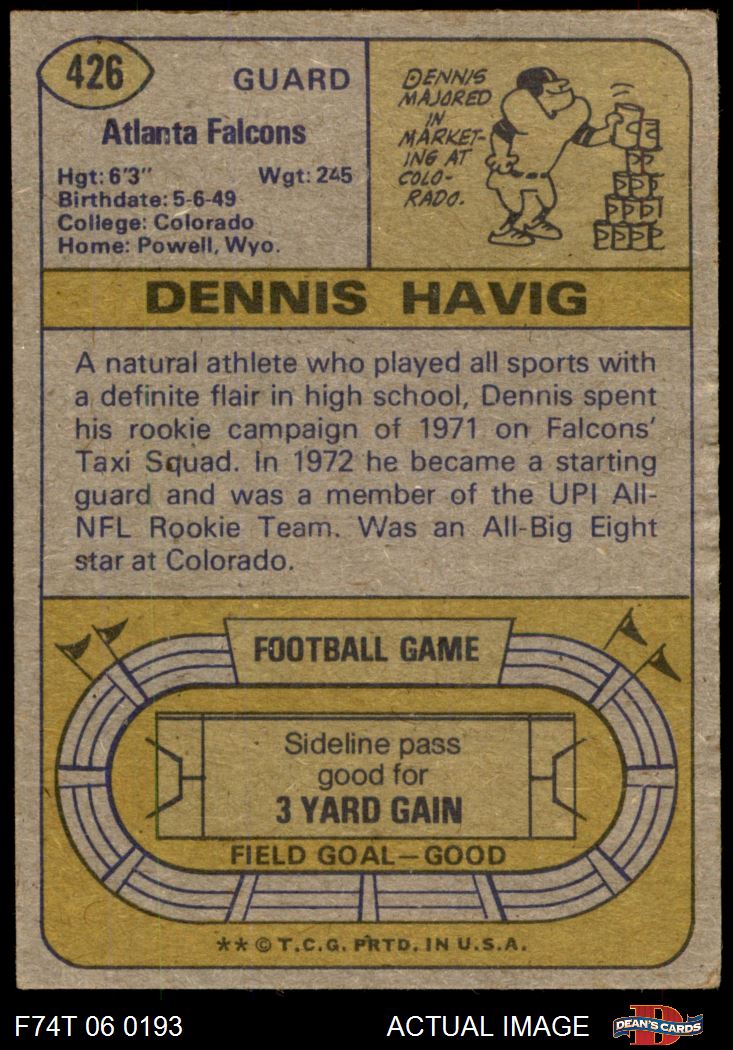 426
GUARD
Atlanta Falcons
Hgt: 6'3" Wgt: 245
Birthdate: 5-6-49
College: Colorado
Home: Powell, Wyo.
DENNIS
MAJORED
IN
MARKET-
ING AT
COLO-
RADO.
DENNIS HAVIG
A natural athlete who played all sports with
a definite flair in high school, Dennis spent
his rookie campaign of 1971 on Falcons'
Taxi Squad. In 1972 he became a starting
guard and was a member of the UPI All-
NFL Rookie Team. Was an All-Big Eight
star at Colorado.
FOOTBALL GAME
Sideline pass
good for
3 YARD GAIN
FIELD GOAL—GOOD
** © T.C.G. PRTD. IN U.S.A.
F74T 06 0193 ACTUAL IMAGE
DEAN'S CARDS